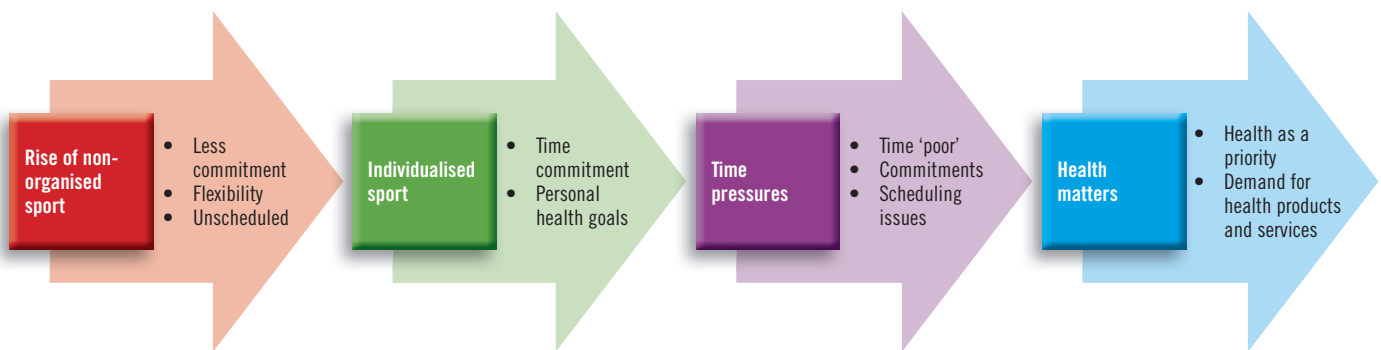 Rise of non-
organised
sport
• Less
commitment
• Flexibility
• Unscheduled
Individualised
sport
• Time
commitment
• Personal
health goals
Time
pressures
• Time ‘poor’
• Commitments
• Scheduling
issues
Health
matters
• Health as a
priority
• Demand for
health products
and services